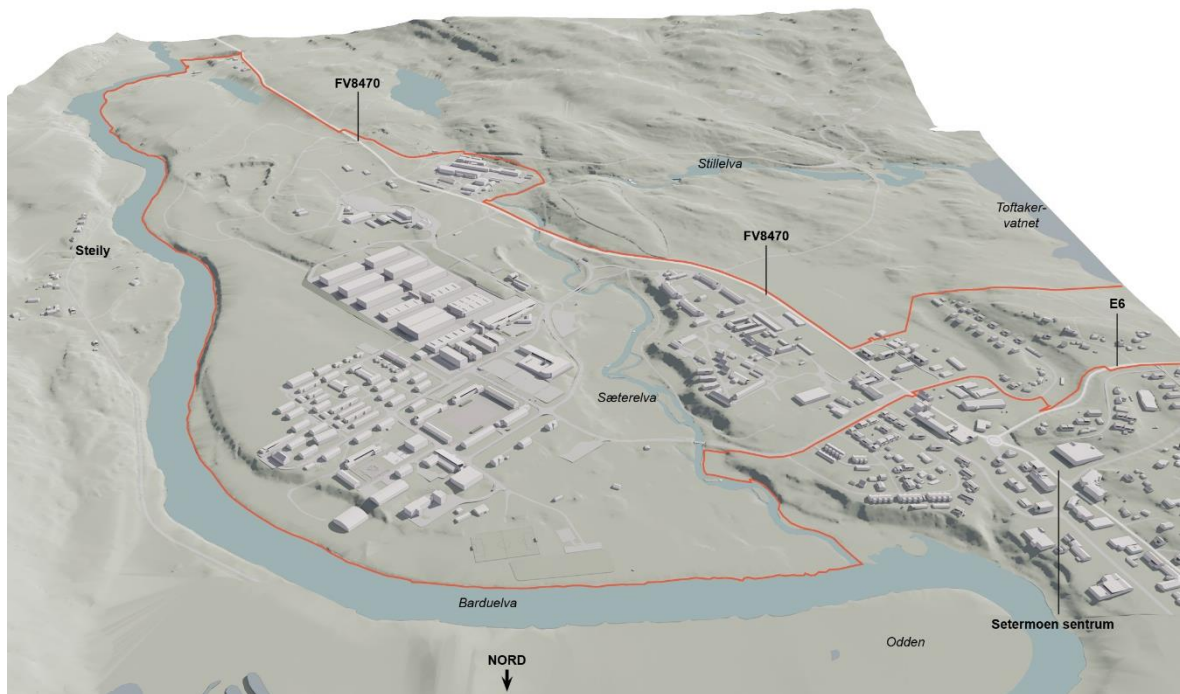 FV8470
Stillelva
Toftaker-
vatnet
FV8470
Steily
E6
Sæterelva
Barduelva
Setermoen sentrum
Odden
NORD